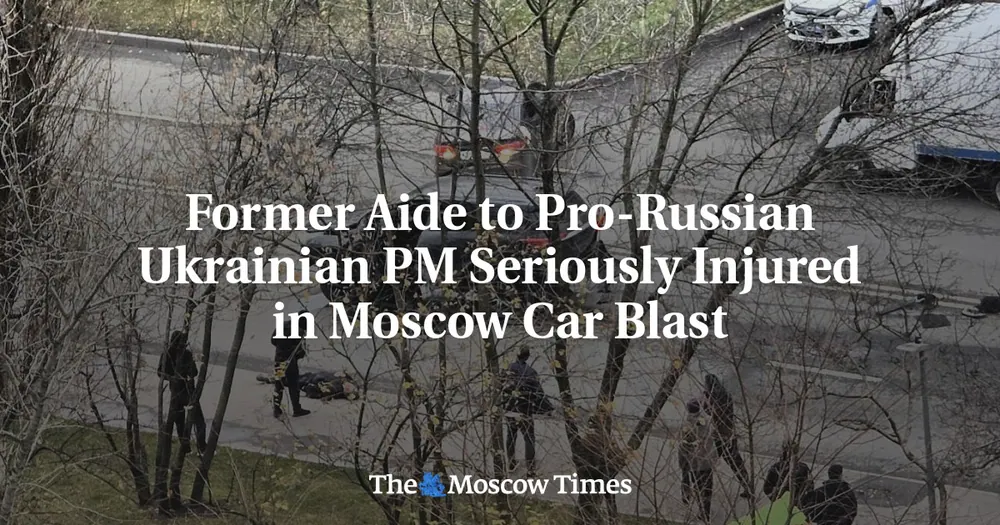 Former Aide to Pro-Russian
Ukrainian PM Seriously Injured
in Moscow Car Blast
The Moscow Times